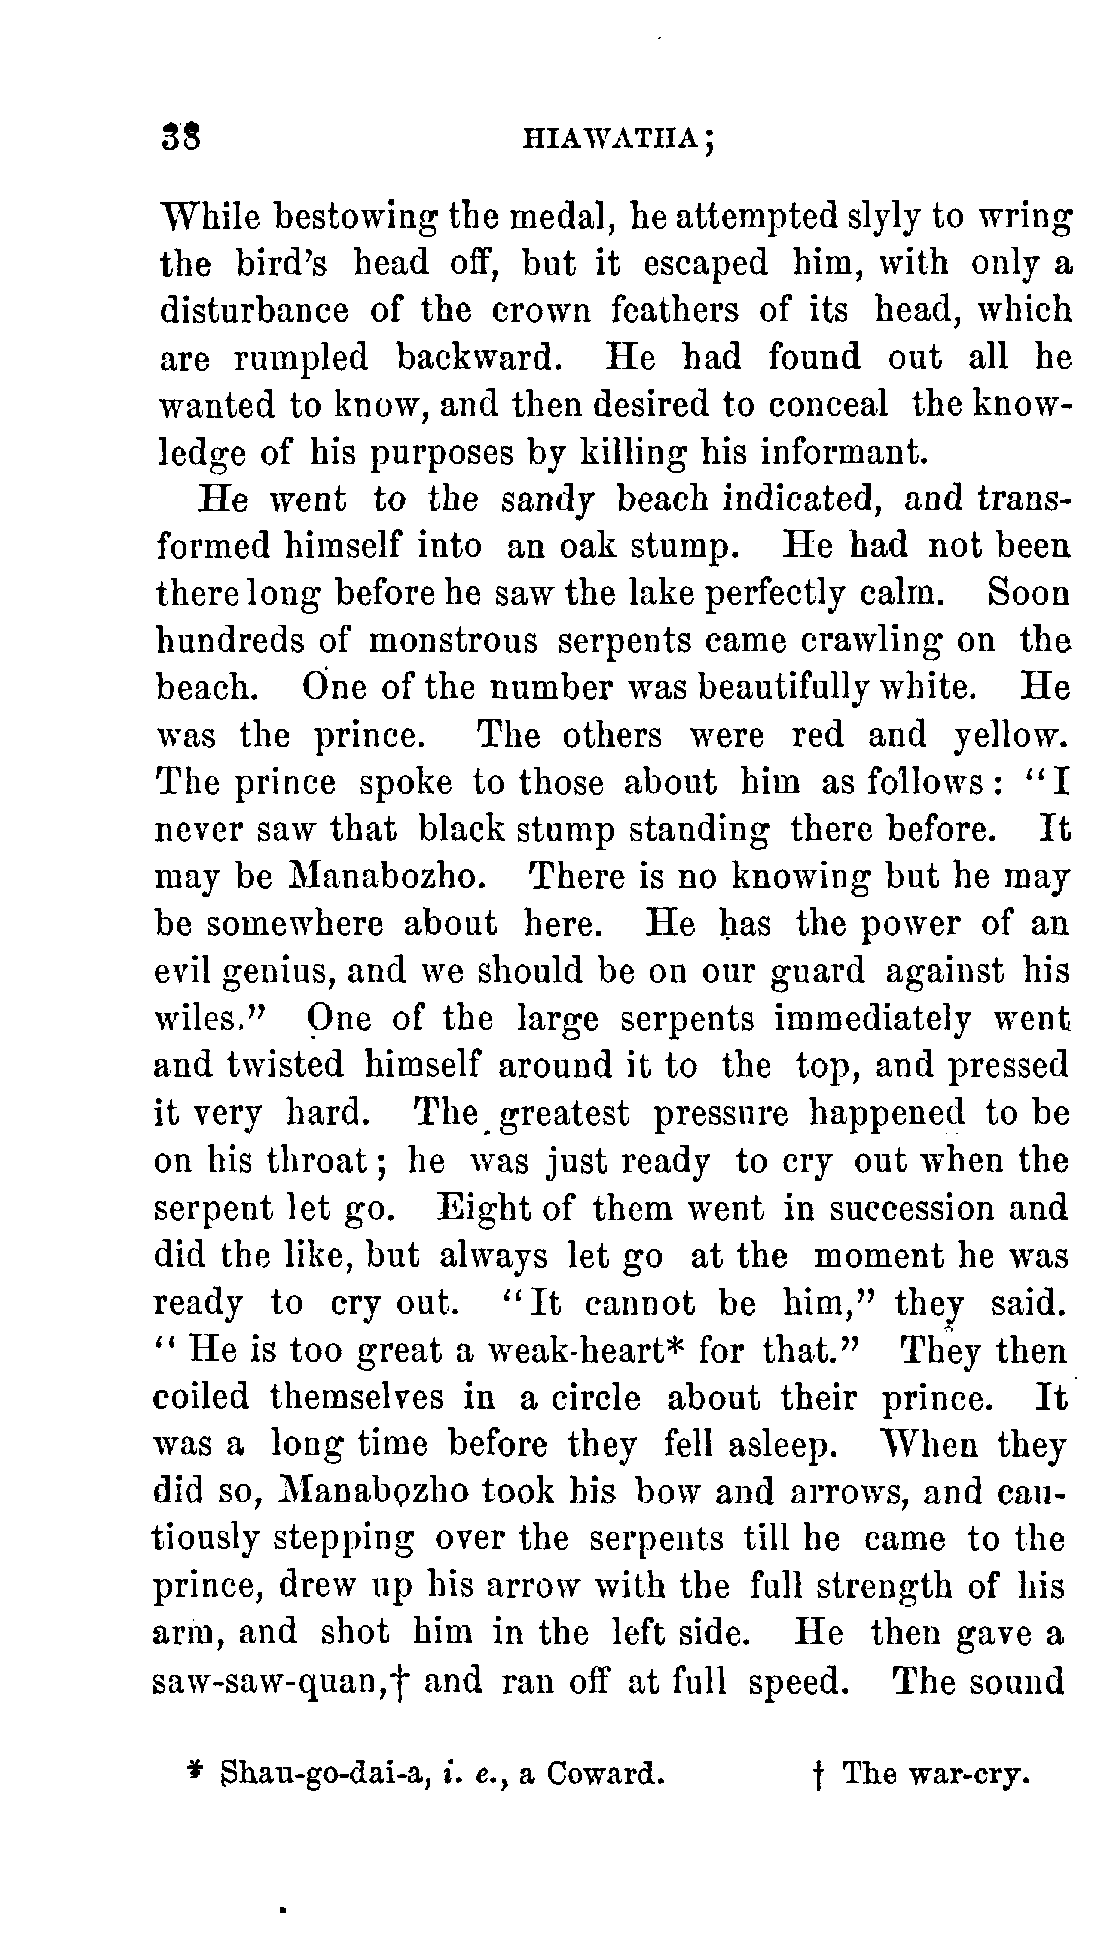 38 HIAWATHA;
While bestowing the medal, he attempted slyly to wring
the bird's head off, but it escaped him, with only a
disturbance of the crown feathers of its head, which
are rumpled backward. He had found out all he
wanted to know, and then desired to conceal the know-
ledge of his purposes by killing his informant.
He went to the sandy beach indicated, and trans-
formed himself into an oak stump. He had not been
there long before he saw the lake perfectly calm. Soon
hundreds of monstrous serpents came crawling on the
beach. One of the number was beautifully white. He
was the prince. The others were red and yellow.
The prince spoke to those about him as follows: "I
never saw that black stump standing there before. It
may be Manabozho. There is no knowing but he may
be somewhere about here. He has the power of an
evil genius, and we should be on our guard against his
wiles." One of the large serpents immediately went
and twisted himself around it to the top, and pressed
it very hard. The greatest pressure happened to be
on his throat; he was just ready to cry out when the
serpent let go. Eight of them went in succession and
did the like, but always let go at the moment he was
ready to cry out. "It cannot be him," they said.
"He is too great a weak-heart* for that." They then
coiled themselves in a circle about their prince. It
was a long time before they fell asleep. When they
did so, Manabozho took his bow and arrows, and cau-
tiously stepping over the serpents till he came to the
prince, drew up his arrow with the full strength of his
arm, and shot him in the left side. He then gave a
saw-saw-quan,† and ran off at full speed. The sound
* Shau-go-dai-a, i. e., a Coward. † The war-cry.